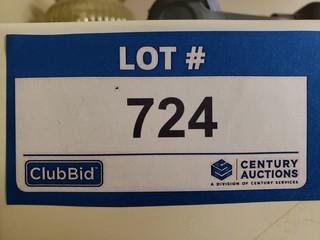 LOT #
724
ClubBid
CENTURY
AUCTIONS
A DIVISION OF CENTURY SERVICES